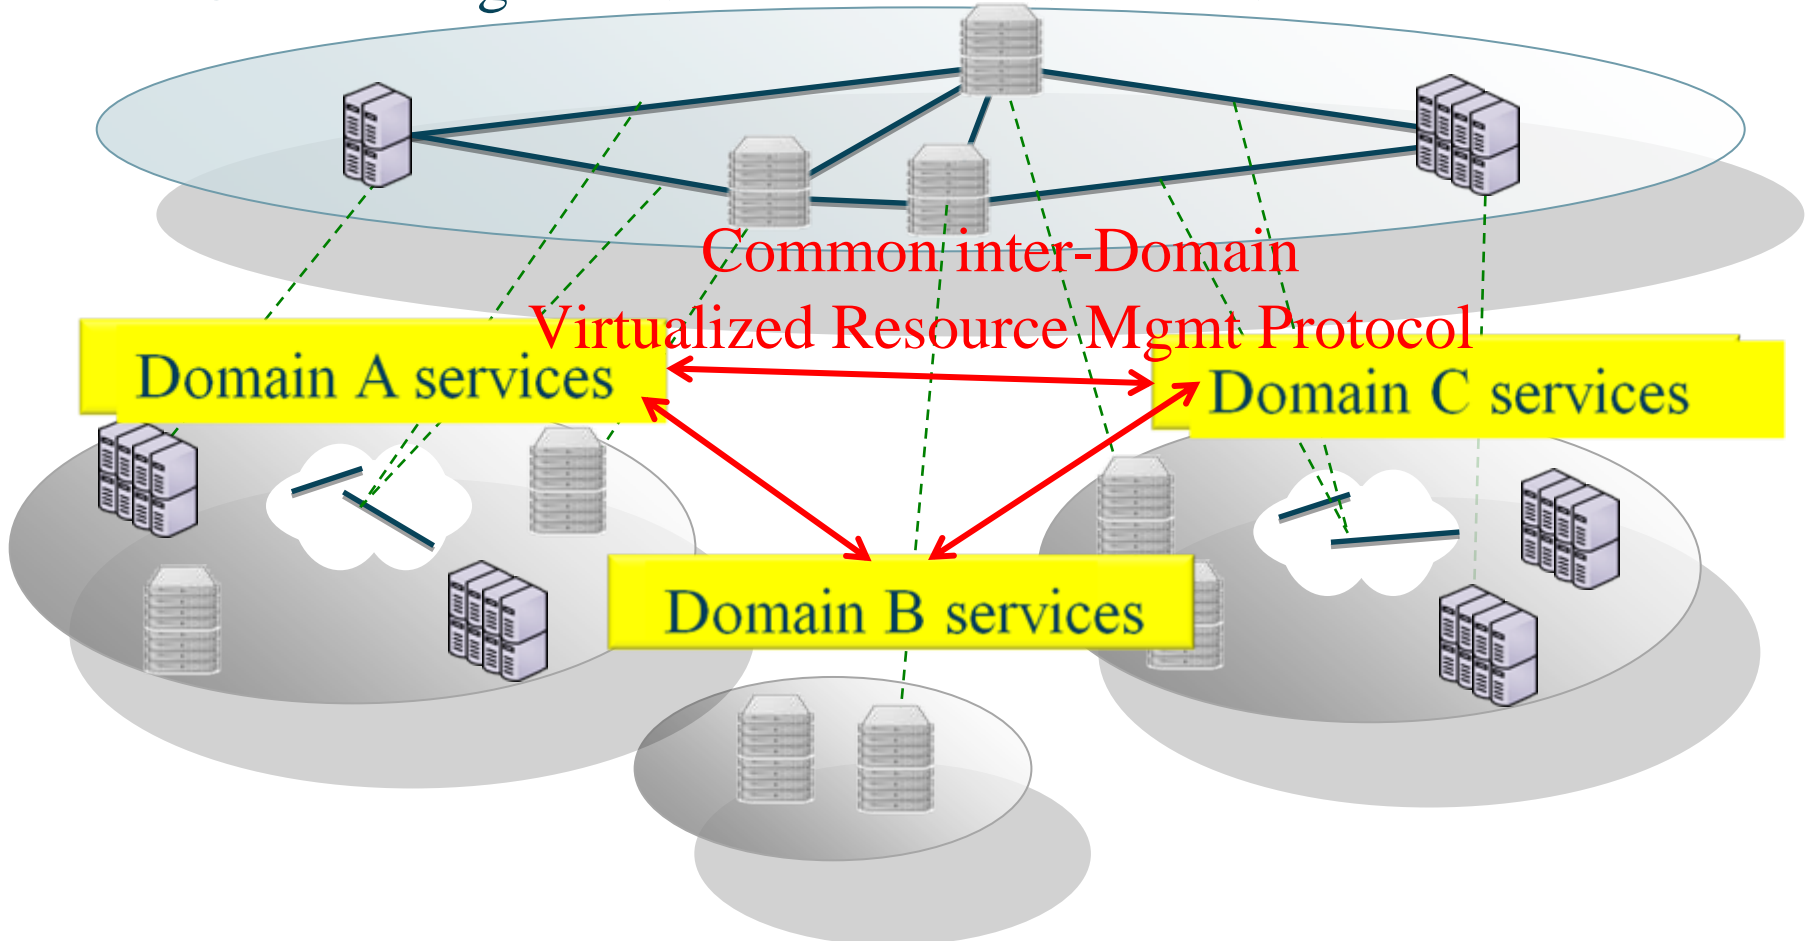 Common inter-Domain
Virtualized Resource Mgmt Protocol
Domain A services
Domain C services
Domain B services